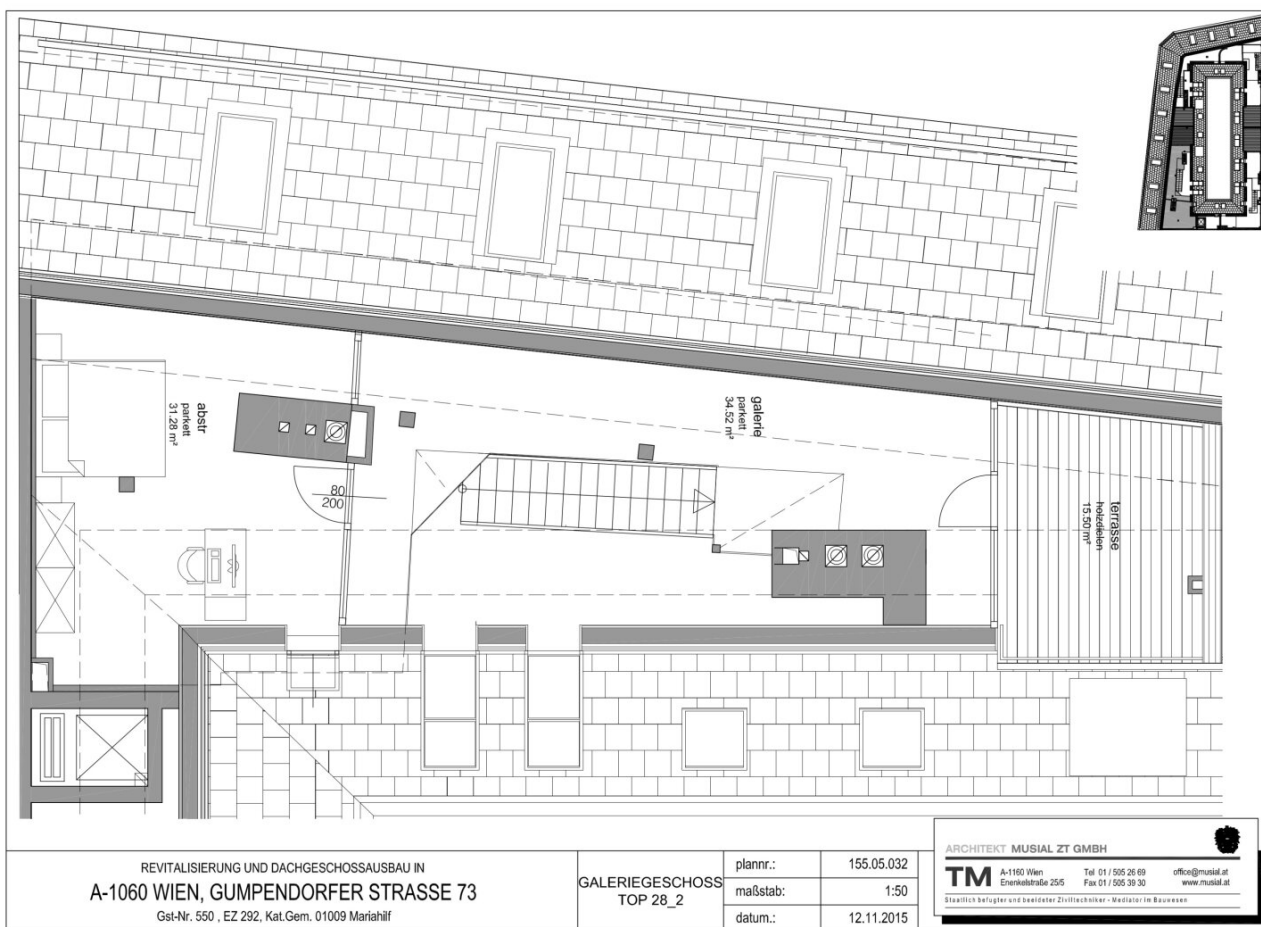 abstr
parkett
31.28 m²
80
200
galerie
parkett
34.52 m²
terrasse
holzdielen
15.50 m²
REVITALISIERUNG UND DACHGESCHOSSAUSBAU IN
A-1060 WIEN, GUMPENDORFER STRASSE 73
Gst-Nr. 550 , EZ 292, Kat.Gem. 01009 Mariahilf
GALERIEGESCHOSS
TOP 28_2
plannr.: 155.05.032
maßstab: 1:50
datum.: 12.11.2015
ARCHITEKT MUSIAL ZT GMBH
TM
A-1160 Wien Tel 01 / 505 26 69 office@musial.at
Enenkelstraße 25/5 Fax 01 / 505 39 30 www.musial.at
Staatlich befugter und beeideter Ziviltechniker - Mediator im Bauwesen